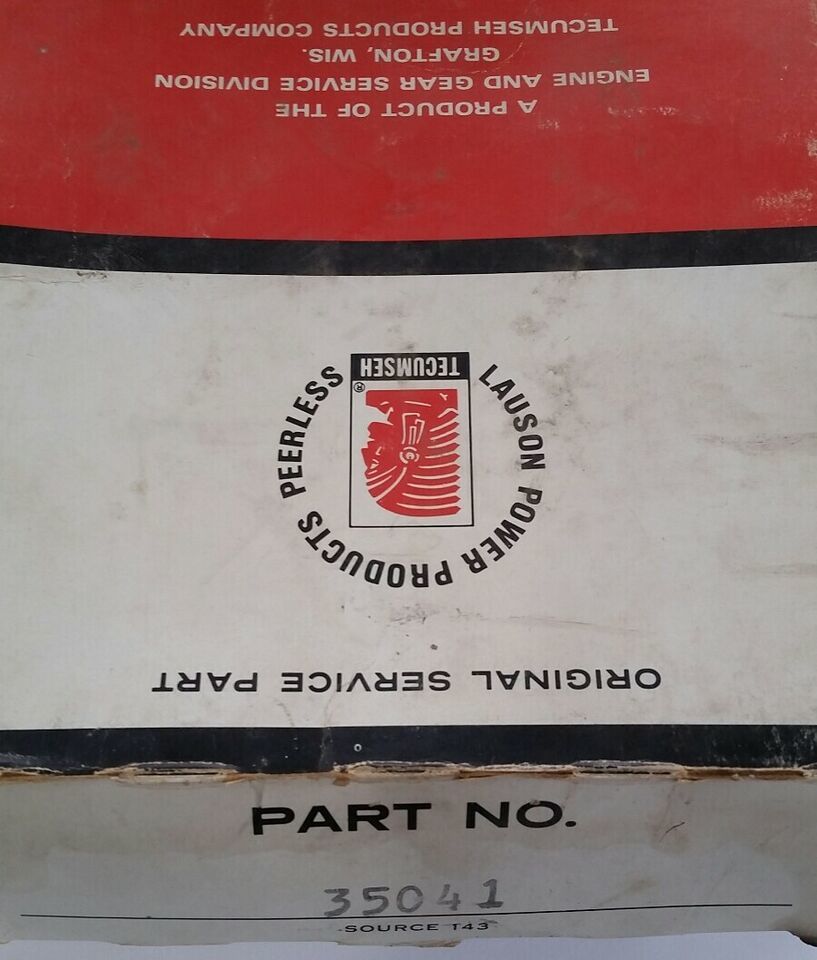 ORIGINAL SERVICE PART
LAUSON POWER PRODUCTS PEERLESS
TECUMSEH
®
A PRODUCT OF THE
ENGINE AND GEAR SERVICE DIVISION
GRAFTON, WIS.
TECUMSEH PRODUCTS COMPANY
PART NO.
35041
SOURCE T43